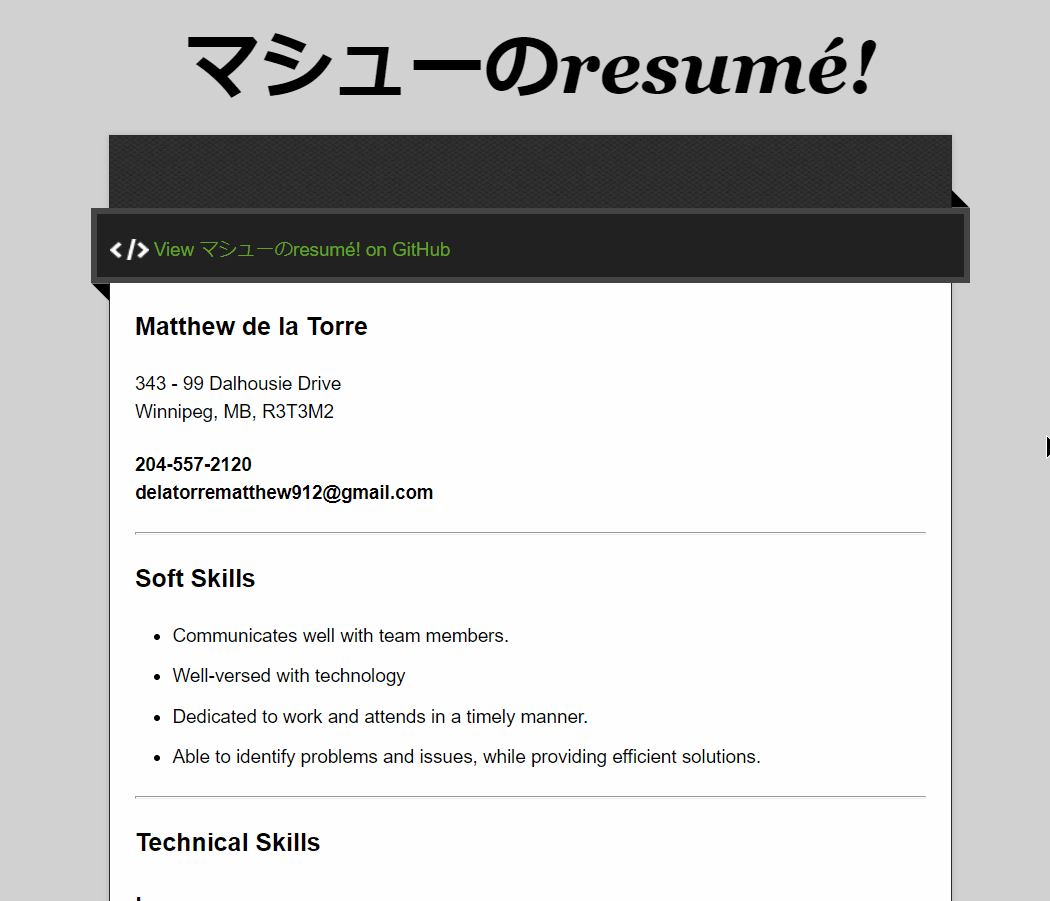 マシューのresumé!
</> View マシューのresumé! on GitHub
Matthew de la Torre
343 - 99 Dalhousie Drive
Winnipeg, MB, R3T3M2
204-557-2120
delatorrematthew912@gmail.com
Soft Skills
Communicates well with team members.
Well-versed with technology
Dedicated to work and attends in a timely manner.
Able to identify problems and issues, while providing efficient solutions.
Technical Skills